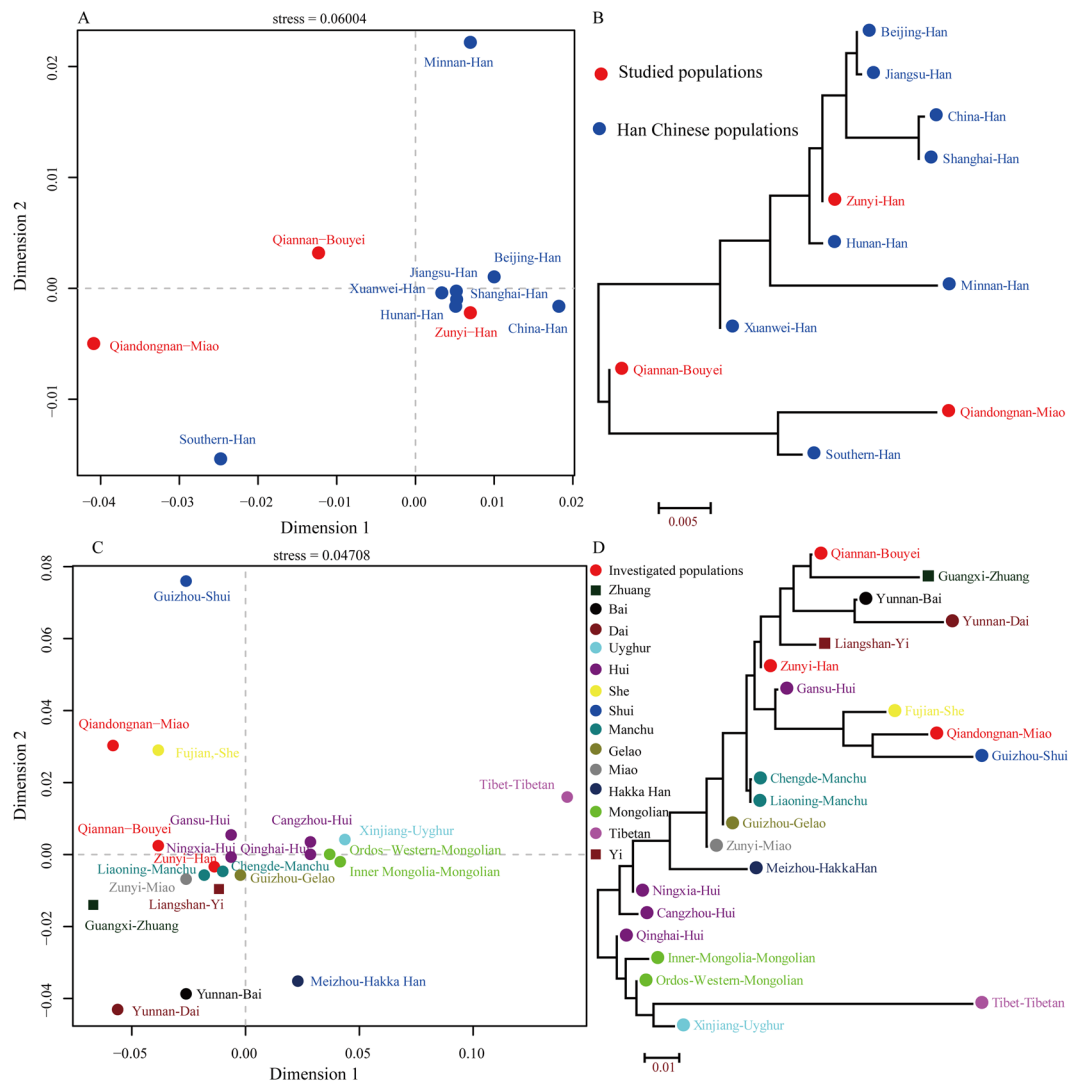 A
stress = 0.06004
0.02
0.01
0.00
−0.01
Dimension 2
Minnan-Han
Qiannan−Bouyei
Beijing-Han
Jiangsu-Han
Xuanwei-Han
Shanghai-Han
Hunan-Han
Zunyi−Han
China-Han
Qiandongnan−Miao
Southern-Han
−0.04
−0.03
−0.02
−0.01
0.00
0.01
0.02
Dimension 1
B
Studied populations
Han Chinese populations
Beijing-Han
Jiangsu-Han
China-Han
Shanghai-Han
Zunyi-Han
Hunan-Han
Minnan-Han
Xuanwei-Han
Qiannan-Bouyei
Qiandongnan-Miao
Southern-Han
0.005
C
stress = 0.04708
0.08
0.06
0.04
0.02
0.00
−0.02
−0.04
Dimension 2
Guizhou-Shui
Qiandongnan−Miao
Fujian,-She
Tibet-Tibetan
Gansu-Hui
Cangzhou-Hui
Qiannan−Bouyei
Xinjiang-Uyghur
Ningxia-Hui
Qinghai-Hui
Ordos−Western-Mongolian
Zunyi−Han
Liaoning-Manchu
Chengde-Manchu
Inner Mongolia-Mongolian
Zunyi-Miao
Guizhou-Gelao
Liangshan-Yi
Guangxi-Zhuang
Meizhou-Hakka Han
Yunnan-Bai
Yunnan-Dai
−0.05
0.00
0.05
0.10
Dimension 1
D
Investigated populations
Zhuang
Bai
Dai
Uyghur
Hui
She
Shui
Manchu
Gelao
Miao
Hakka Han
Mongolian
Tibetan
Yi
Qiannan-Bouyei
Guangxi-Zhuang
Yunnan-Bai
Yunnan-Dai
Liangshan-Yi
Zunyi-Han
Gansu-Hui
Fujian-She
Qiandongnan-Miao
Guizhou-Shui
Chengde-Manchu
Liaoning-Manchu
Guizhou-Gelao
Zunyi-Miao
Meizhou-HakkaHan
Ningxia-Hui
Cangzhou-Hui
Qinghai-Hui
Inner-Mongolia-Mongolian
Ordos-Western-Mongolian
Tibet-Tibetan
Xinjiang-Uyghur
0.01